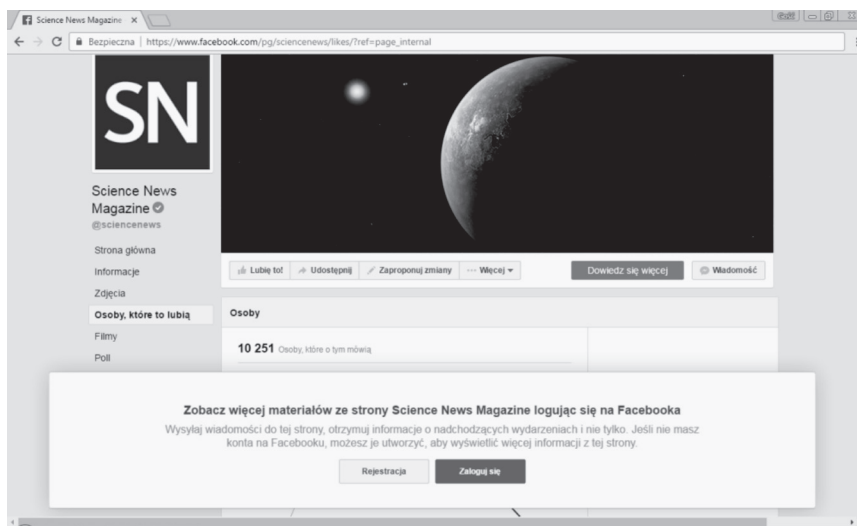 Science News Magazine
Bezpieczna | https://www.facebook.com/pg/sciencenews/likes/?ref=page_internal
SN
Science News
Magazine
@sciencenews
Strona główna
Informacje
Zdjęcia
Osoby, które to lubią
Filmy
Poll
Lubię to!
Udostępnij
Zaproponuj zmiany
Więcej
Dowiedz się więcej
Wiadomość
Osoby
10 251 Osoby, które o tym mówią
Zobacz więcej materiałów ze strony Science News Magazine logując się na Facebooka
Wysyłaj wiadomości do tej strony, otrzymuj informacje o nadchodzących wydarzeniach i nie tylko. Jeśli nie masz
konta na Facebooku, możesz je utworzyć, aby wyświetlić więcej informacji z tej strony.
Rejestracja
Zaloguj się